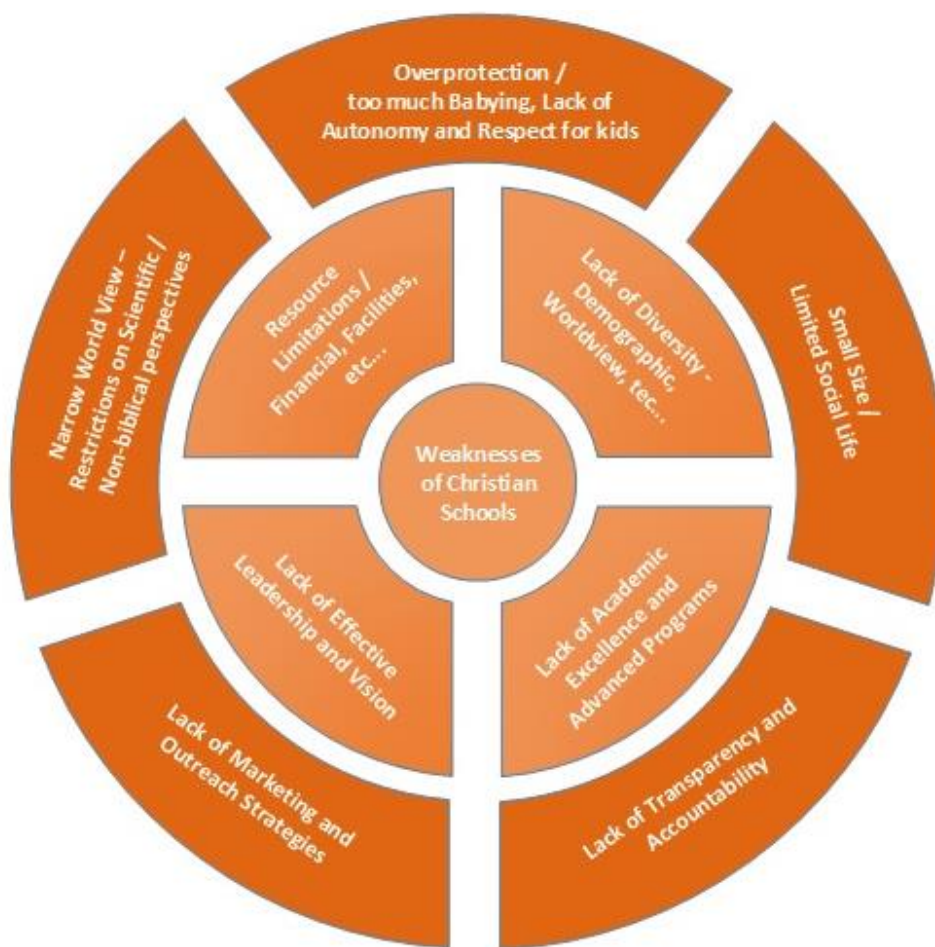 Overprotection /
too much Babying, Lack of
Autonomy and Respect for kids
Narrow World View –
Restrictions on Scientific /
Non-biblical perspectives
Resource
Limitations /
Financial, Facilities,
etc...
Lack of Diversity -
Demographic,
Worldview, tec...
Small Size /
Limited Social Life
Weaknesses
of Christian
Schools
Lack of Effective
Leadership and Vision
Lack of Academic
Excellence and
Advanced Programs
Lack of Marketing and
Outreach Strategies
Lack of Transparency and
Accountability